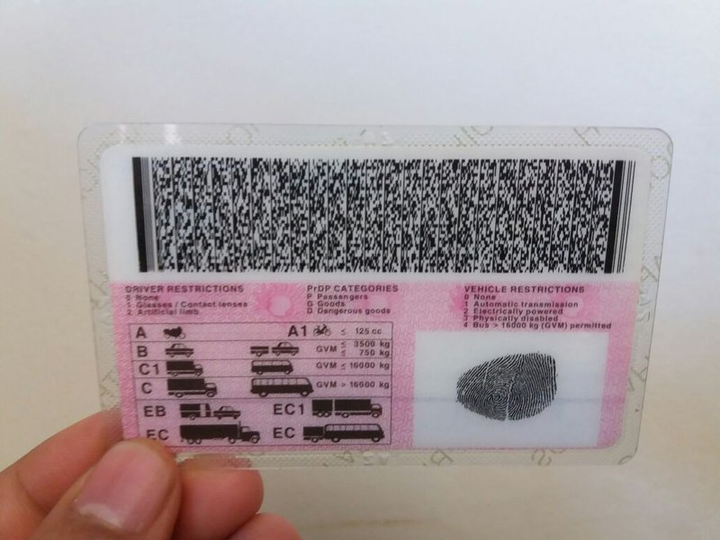 DRIVER RESTRICTIONS
0 None
1 Glasses / Contact lenses
2 Artificial limb
PrDP CATEGORIES
P Passengers
G Goods
D Dangerous goods
VEHICLE RESTRICTIONS
0 None
1 Automatic transmission
2 Electrically powered
3 Physically disabled
4 Bus > 16000 kg (GVM) permitted
A A1 ≤ 125 cc
B GVM ≤ 3500 kg
≤ 750 kg
C1 GVM ≤ 16000 kg
C GVM > 16000 kg
EB EC1
EC EC